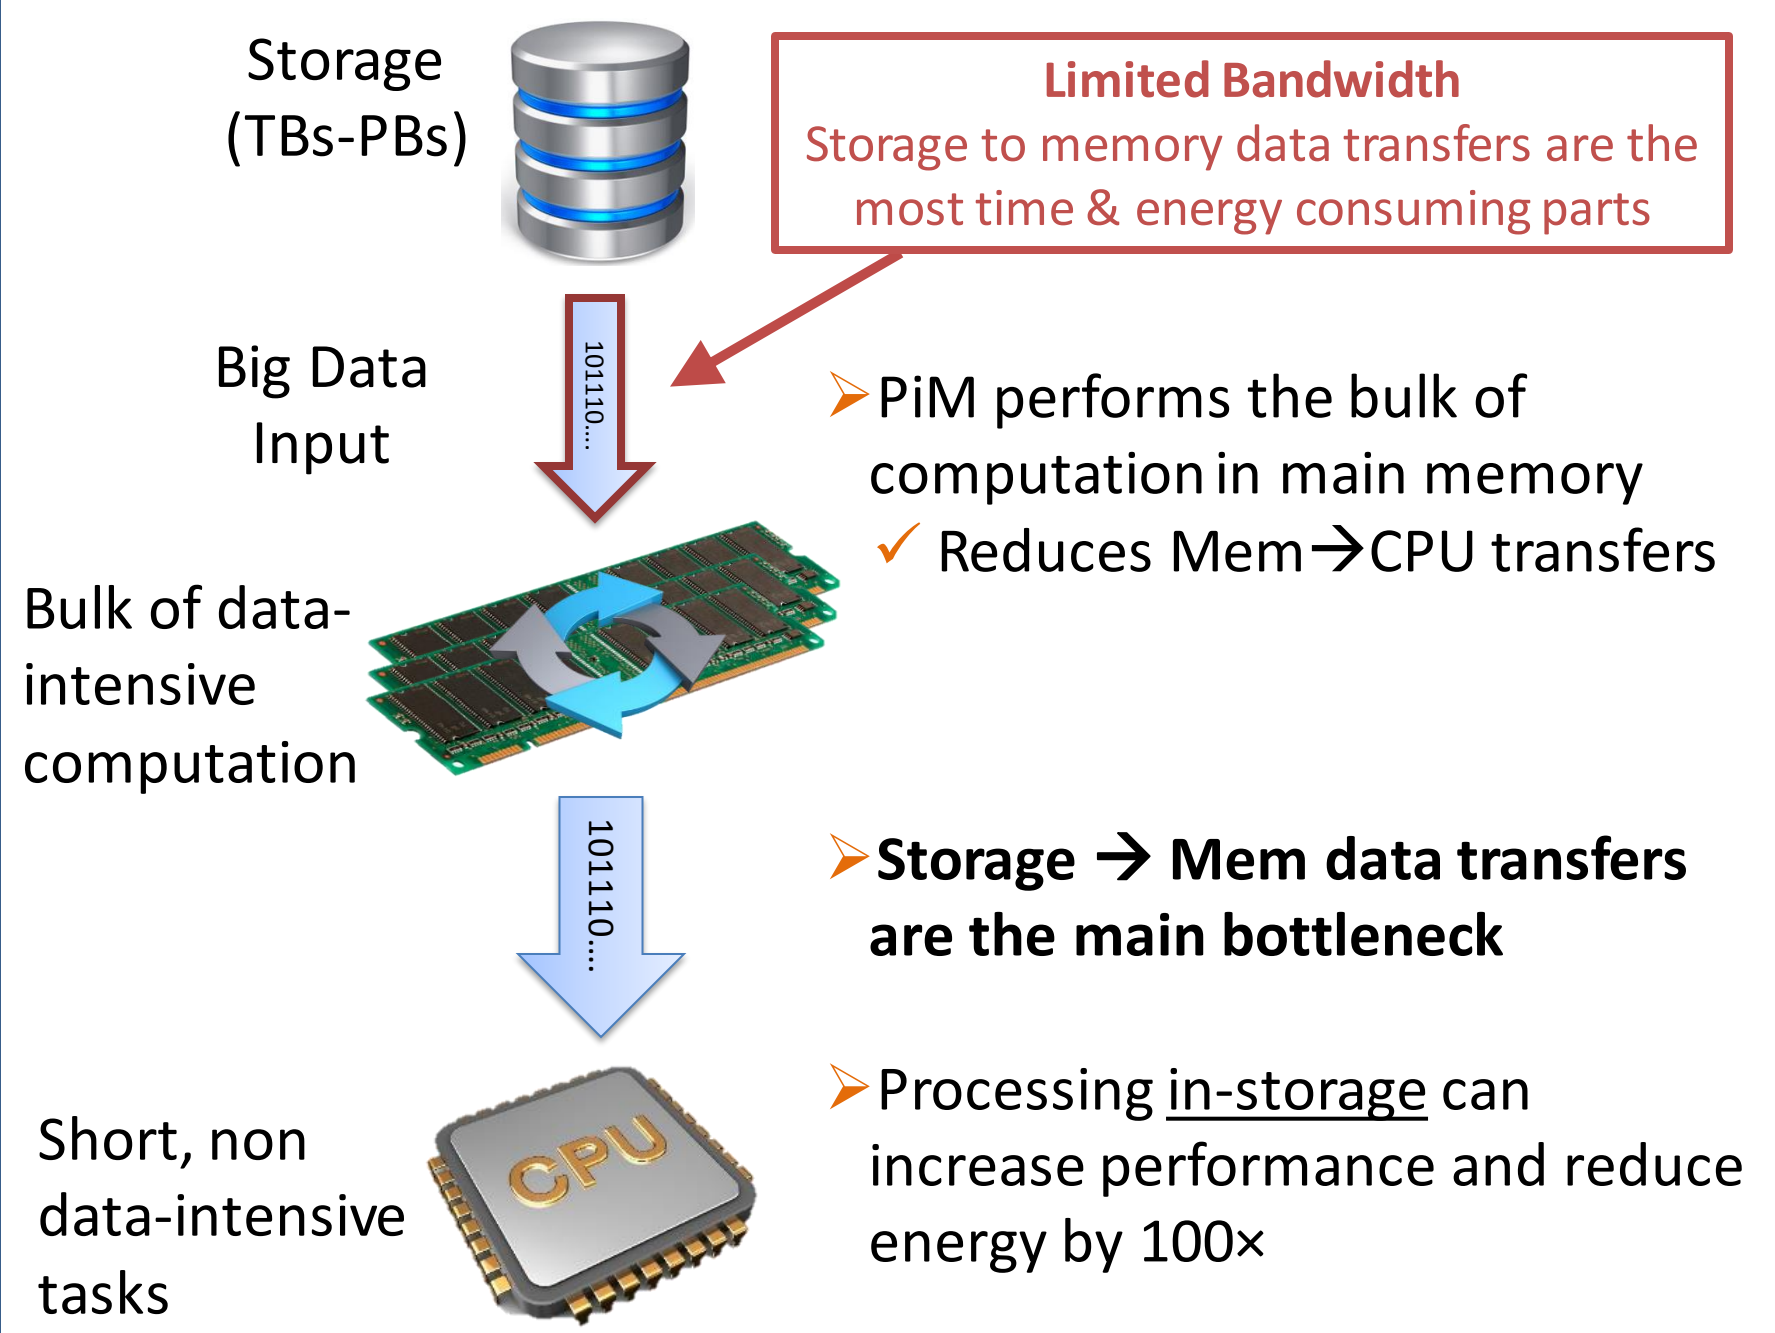 Storage
(TBs-PBs)
Limited Bandwidth
Storage to memory data transfers are the
most time & energy consuming parts
Big Data
Input
101110....
➢PiM performs the bulk of
computation in main memory
✓ Reduces Mem→CPU transfers
Bulk of data-
intensive
computation
101110....
➢Storage → Mem data transfers
are the main bottleneck
➢Processing in-storage can
increase performance and reduce
energy by 100×
Short, non
data-intensive
tasks
CPU